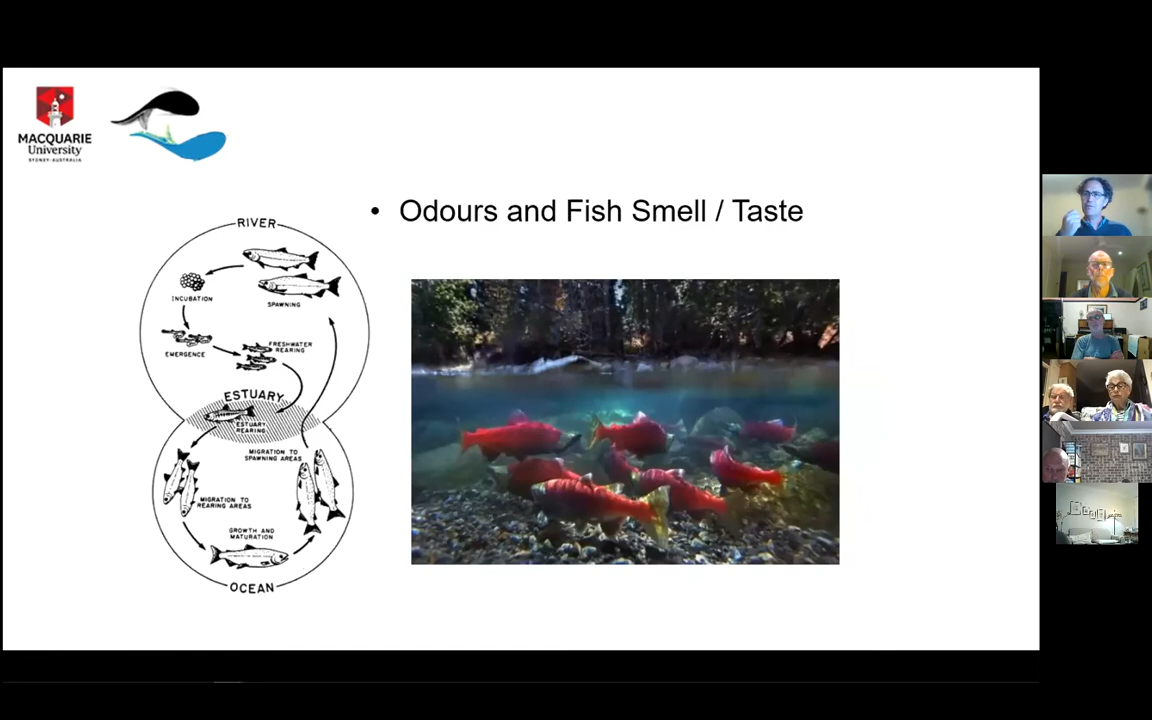 MACQUARIE
University
SYDNEY·AUSTRALIA
• Odours and Fish Smell / Taste
RIVER
INCUBATION
SPAWNING
EMERGENCE
FRESHWATER
REARING
ESTUARY
ESTUARY
REARING
MIGRATION TO
SPAWNING AREAS
MIGRATION TO
REARING AREAS
GROWTH AND
MATURATION
OCEAN